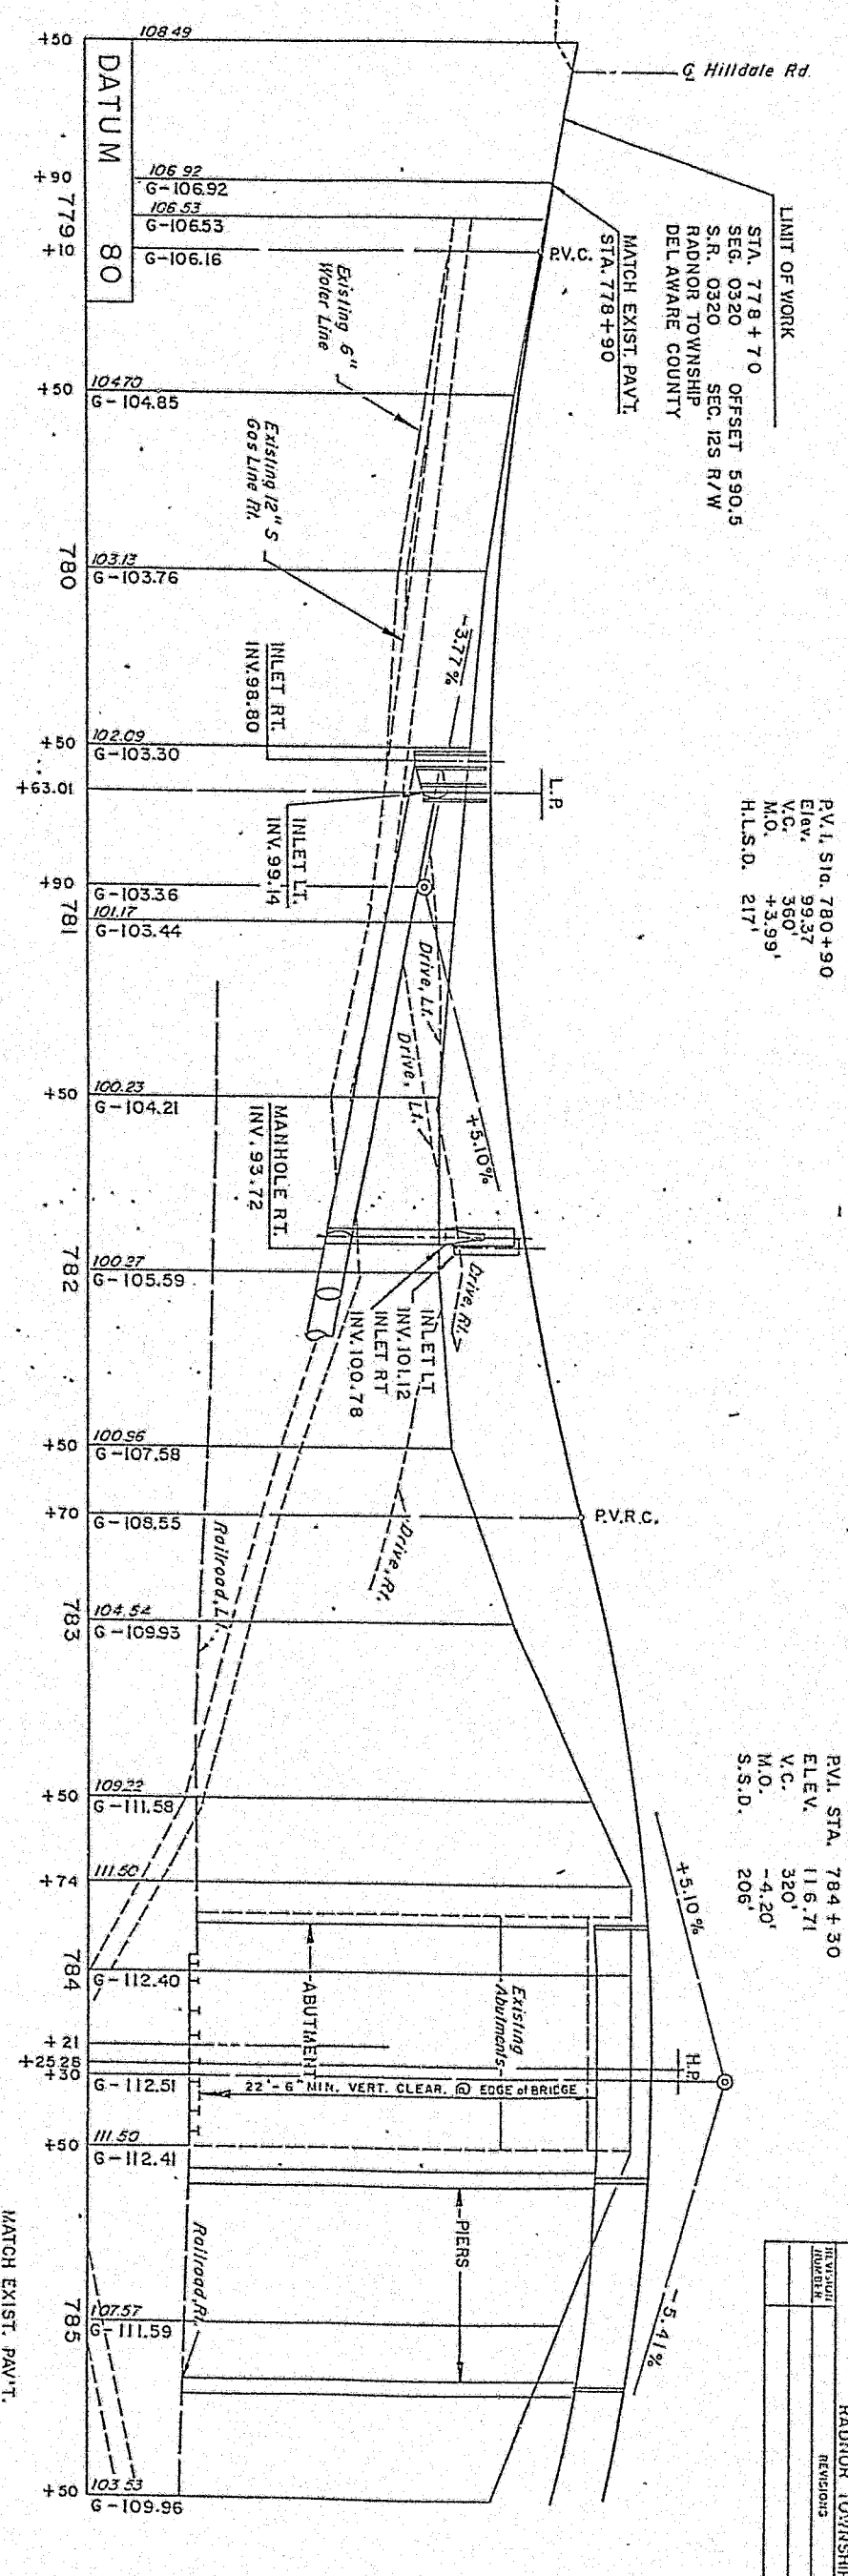 ℄ Hilldale Rd.
LIMIT OF WORK
STA. 778+70
SEG. 0320 OFFSET 590.5
S.R. 0320 SEC. 12S R/W
RADNOR TOWNSHIP
DELAWARE COUNTY
MATCH EXIST. PAV'T.
STA. 778+90
P.V.C.
P.V.I. Sta. 780+90
Elev. 99.37
V.C. 360'
M.O. +3.99'
H.L.S.D. 217'
P.V.I. STA. 784+30
ELEV. 116.71
V.C. 320'
M.O. -4.20'
S.S.D. 206'
RADNOR TOWNSHIP
REVISION NUMBER
REVISIONS
Existing 6"
Water Line
Existing 12" S
Gas Line Rt.
-3.77%
L.P.
INLET RT.
INV. 98.80
INLET LT.
INV. 99.14
Drive, Lt.
Drive, Lt.
+5.10%
MANHOLE RT.
INV. 93.72
Drive, Rt.
INLET LT
INV. 101.12
INLET RT
INV. 100.78
P.V.R.C.
Drive, Rt.
Railroad, Lt.
+5.10%
H.P.
-5.41%
ABUTMENT
Existing
Abutments
22'-6" MIN. VERT. CLEAR. @ EDGE of BRIDGE
PIERS
Railroad, Rt.
DATUM 80
+50
108.49
+90
106.92
G-106.92
106.53
G-106.53
779
+10
G-106.16
+50
104.70
G-104.85
780
103.13
G-103.76
+50
102.09
G-103.30
+63.01
+90
G-103.36
781
101.17
G-103.44
+50
100.23
G-104.21
782
100.27
G-105.59
+50
100.96
G-107.58
+70
G-108.55
783
104.54
G-109.93
+50
109.22
G-111.58
+74
111.50
784
G-112.40
+21
+25.28
+30
G-112.51
+50
111.50
G-112.41
785
107.57
G-111.59
+50
103.53
G-109.96
MATCH EXIST. PAV'T.